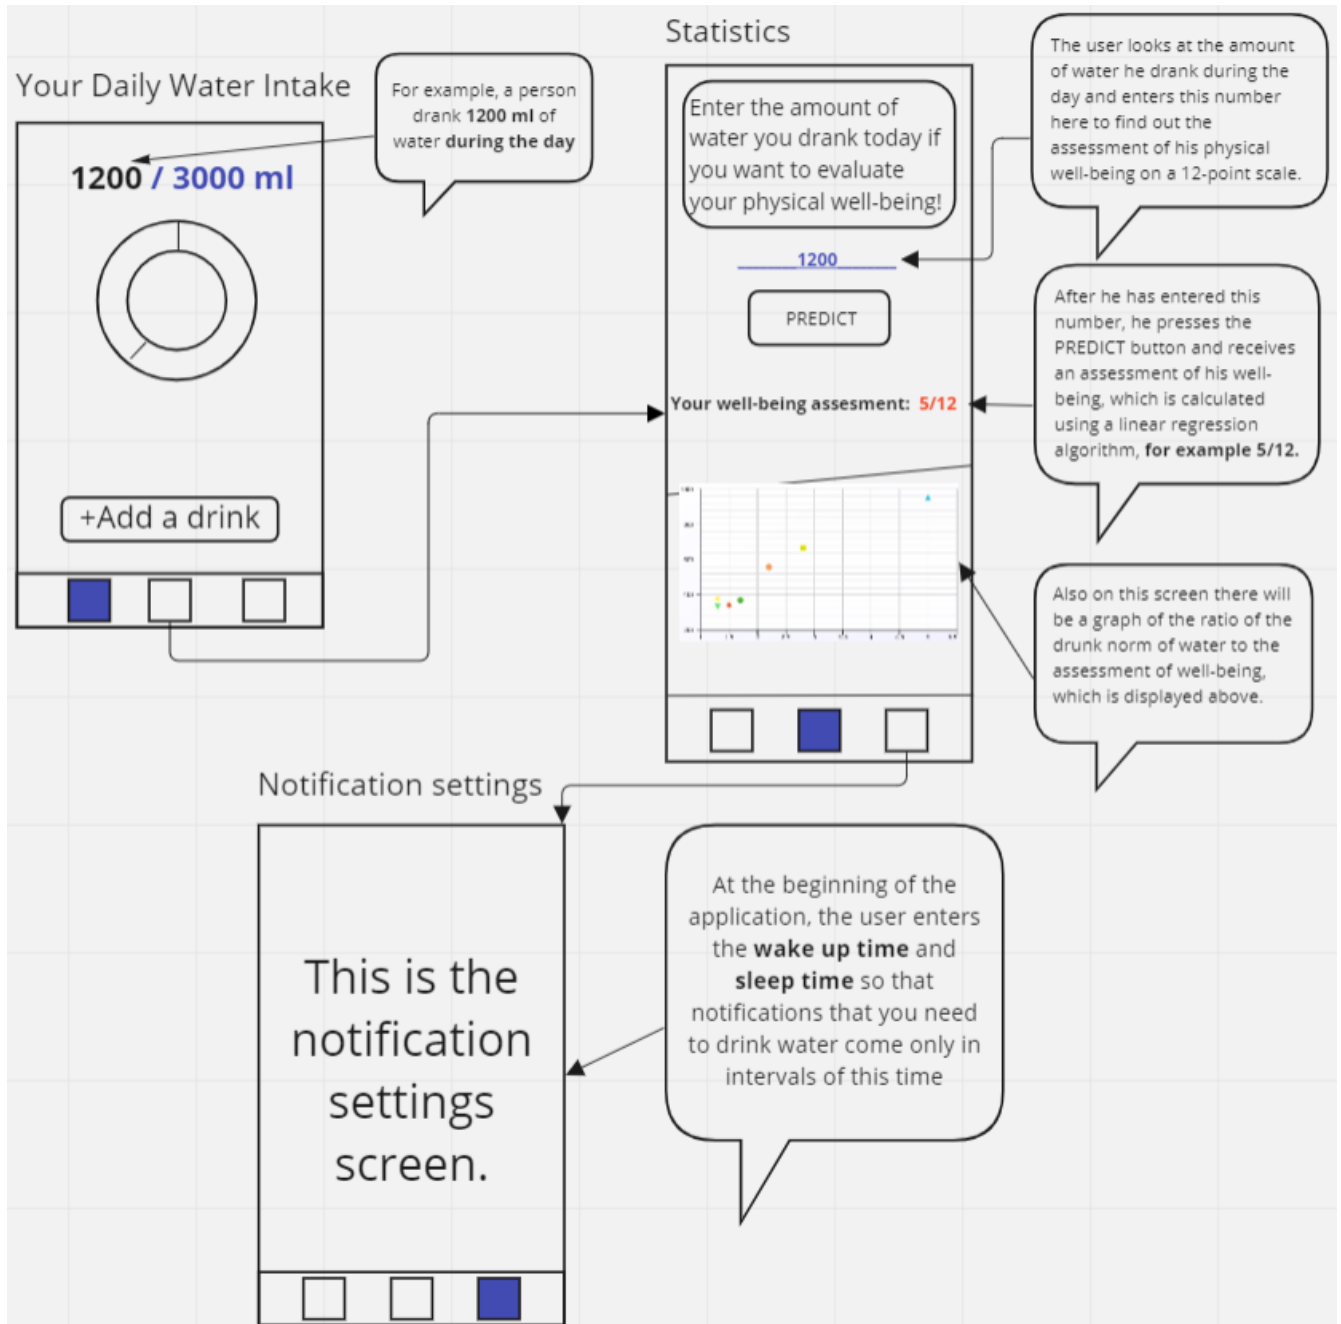 Your Daily Water Intake
For example, a person
drank 1200 ml of
water during the day
1200 / 3000 ml
+Add a drink
Statistics
Enter the amount of
water you drank today if
you want to evaluate
your physical well-being!
1200
PREDICT
Your well-being assesment: 5/12
The user looks at the amount
of water he drank during the
day and enters this number
here to find out the
assessment of his physical
well-being on a 12-point scale.
After he has entered this
number, he presses the
PREDICT button and receives
an assessment of his well-
being, which is calculated
using a linear regression
algorithm, for example 5/12.
Also on this screen there will
be a graph of the ratio of the
drunk norm of water to the
assessment of well-being,
which is displayed above.
Notification settings
This is the
notification
settings
screen.
At the beginning of the
application, the user enters
the wake up time and
sleep time so that
notifications that you need
to drink water come only in
intervals of this time